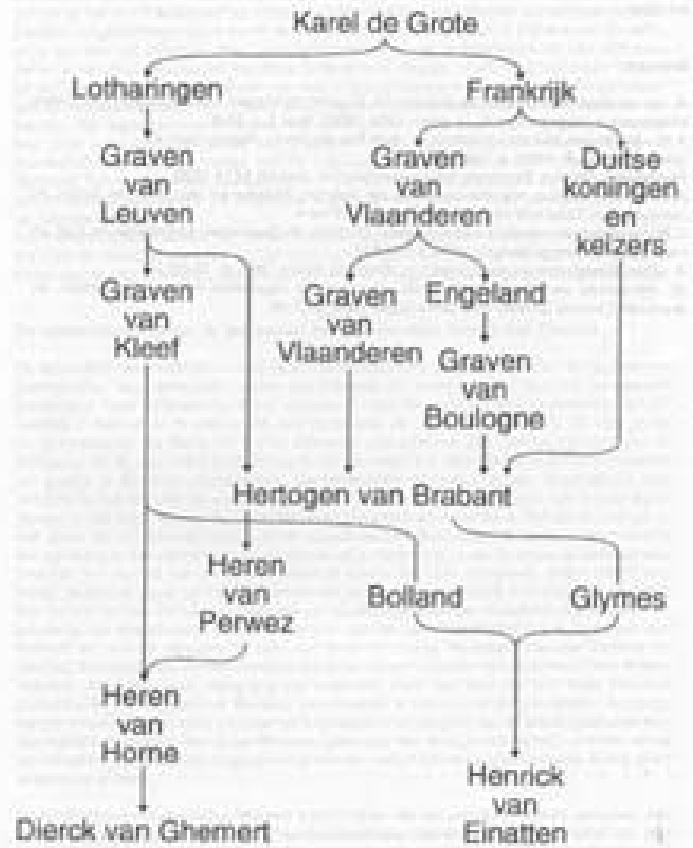 Karel de Grote
Lotharingen
Frankrijk
Graven
van
Leuven
Graven
van
Vlaanderen
Duitse
koningen
en
keizers
Graven
van
Kleef
Graven
van
Vlaanderen
Engeland
Graven
van
Boulogne
Hertogen van Brabant
Heren
van
Perwez
Bolland
Glymes
Heren
van
Horne
Henrick
van
Einatten
Dierck van Ghemert